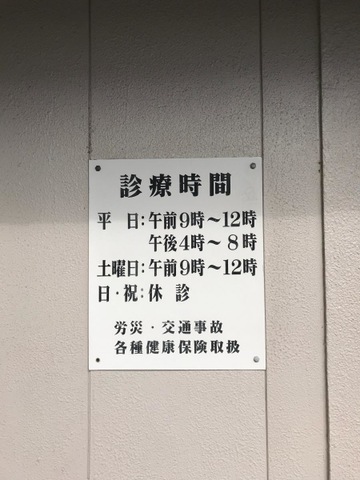 診療時間
平 日:午前9時〜12時
午後4時〜8時
土曜日:午前9時〜12時
日・祝:休 診
労災・交通事故
各種健康保険取扱